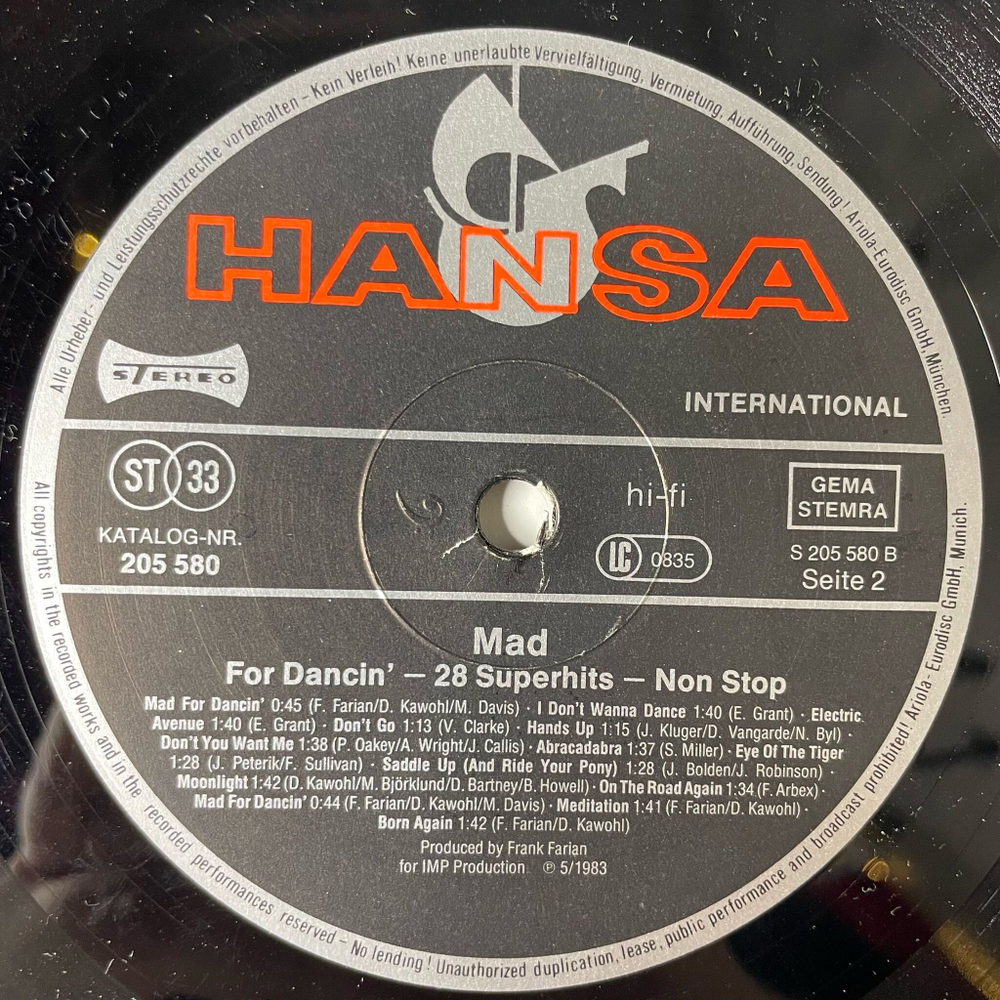 Alle Urheber- und Leistungsschutzrechte vorbehalten – Kein Verleih! Keine unerlaubte Vervielfältigung, Vermietung, Aufführung, Sendung! Ariola-Eurodisc GmbH, München.
HANSA
STEREO
INTERNATIONAL
ST 33
KATALOG-NR.
205 580
hi-fi
LC 0835
GEMA
STEMRA
S 205 580 B
Seite 2
Mad
For Dancin' – 28 Superhits – Non Stop
Mad For Dancin' 0:45 (F. Farian/D. Kawohl/M. Davis) · I Don't Wanna Dance 1:40 (E. Grant) · Electric
Avenue 1:40 (E. Grant) · Don't Go 1:13 (V. Clarke) · Hands Up 1:15 (J. Kluger/D. Vangarde/N. Byl) ·
Don't You Want Me 1:38 (P. Oakey/A. Wright/J. Callis) · Abracadabra 1:37 (S. Miller) · Eye Of The Tiger
1:28 (J. Peterik/F. Sullivan) · Saddle Up (And Ride Your Pony) 1:28 (J. Bolden/J. Robinson) ·
Moonlight 1:42 (D. Kawohl/M. Björklund/D. Bartney/B. Howell) · On The Road Again 1:34 (F. Arbex) ·
Mad For Dancin' 0:44 (F. Farian/D. Kawohl/M. Davis) · Meditation 1:41 (F. Farian/D. Kawohl) ·
Born Again 1:42 (F. Farian/D. Kawohl)
Produced by Frank Farian
for IMP Production ℗ 5/1983
All copyrights in the recorded works and in the recorded performances reserved – No lending! Unauthorized duplication, lease, public performance and broadcast prohibited! Ariola-Eurodisc GmbH, Munich.